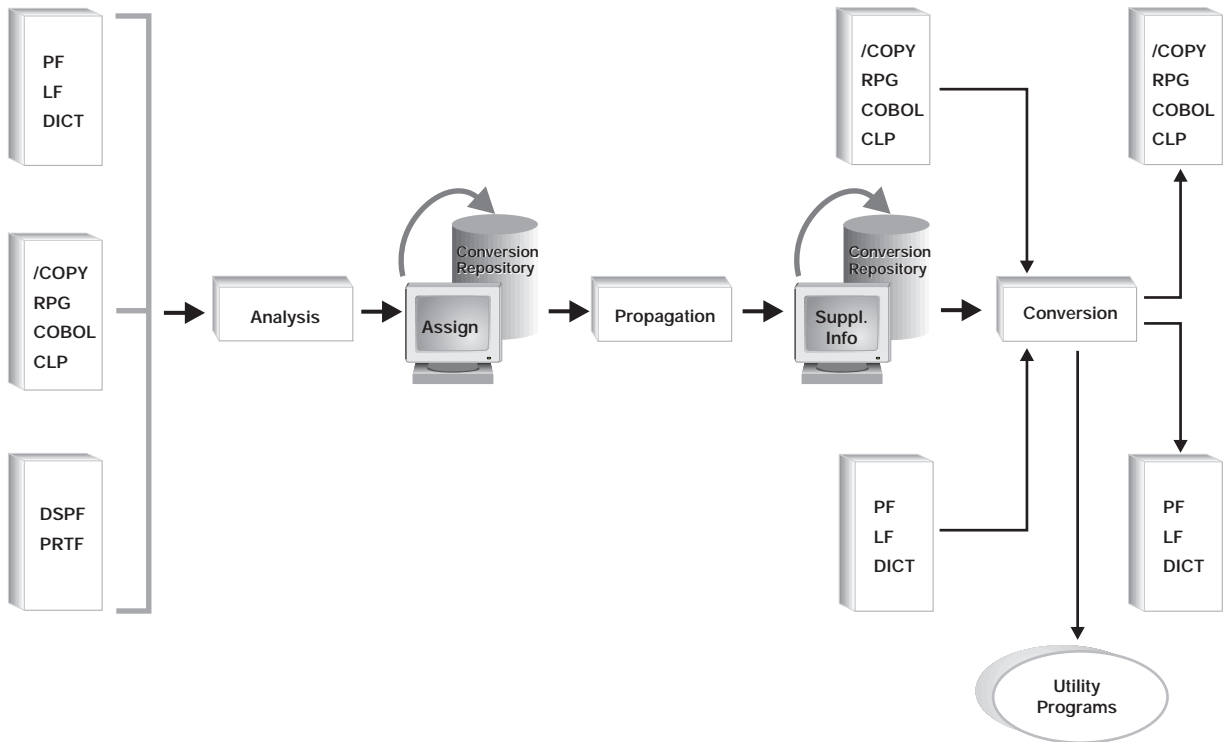 PF
LF
DICT
/COPY
RPG
COBOL
CLP
DSPF
PRTF
Analysis
Assign
Conversion
Repository
Propagation
Suppl.
Info
Conversion
Repository
/COPY
RPG
COBOL
CLP
PF
LF
DICT
Conversion
/COPY
RPG
COBOL
CLP
PF
LF
DICT
Utility
Programs